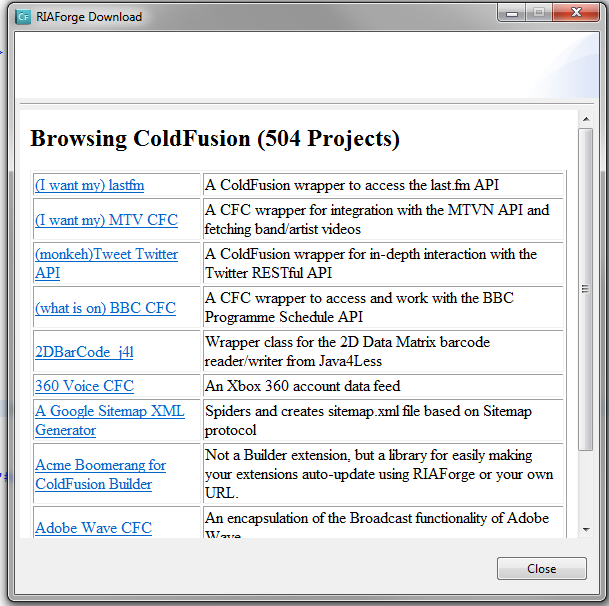 CF RIAForge Download
Browsing ColdFusion (504 Projects)
(I want my) lastfm A ColdFusion wrapper to access the last.fm API
(I want my) MTV CFC A CFC wrapper for integration with the MTVN API and
fetching band/artist videos
(monkeh)Tweet Twitter A ColdFusion wrapper for in-depth interaction with the
API Twitter RESTful API
(what is on) BBC CFC A CFC wrapper to access and work with the BBC
Programme Schedule API
2DBarCode_j4l Wrapper class for the 2D Data Matrix barcode
reader/writer from Java4Less
360 Voice CFC An Xbox 360 account data feed
A Google Sitemap XML Spiders and creates sitemap.xml file based on Sitemap
Generator protocol
Acme Boomerang for Not a Builder extension, but a library for easily making
ColdFusion Builder your extensions auto-update using RIAForge or your own
URL.
Adobe Wave CFC An encapsulation of the Broadcast functionality of Adobe
Wave
Close